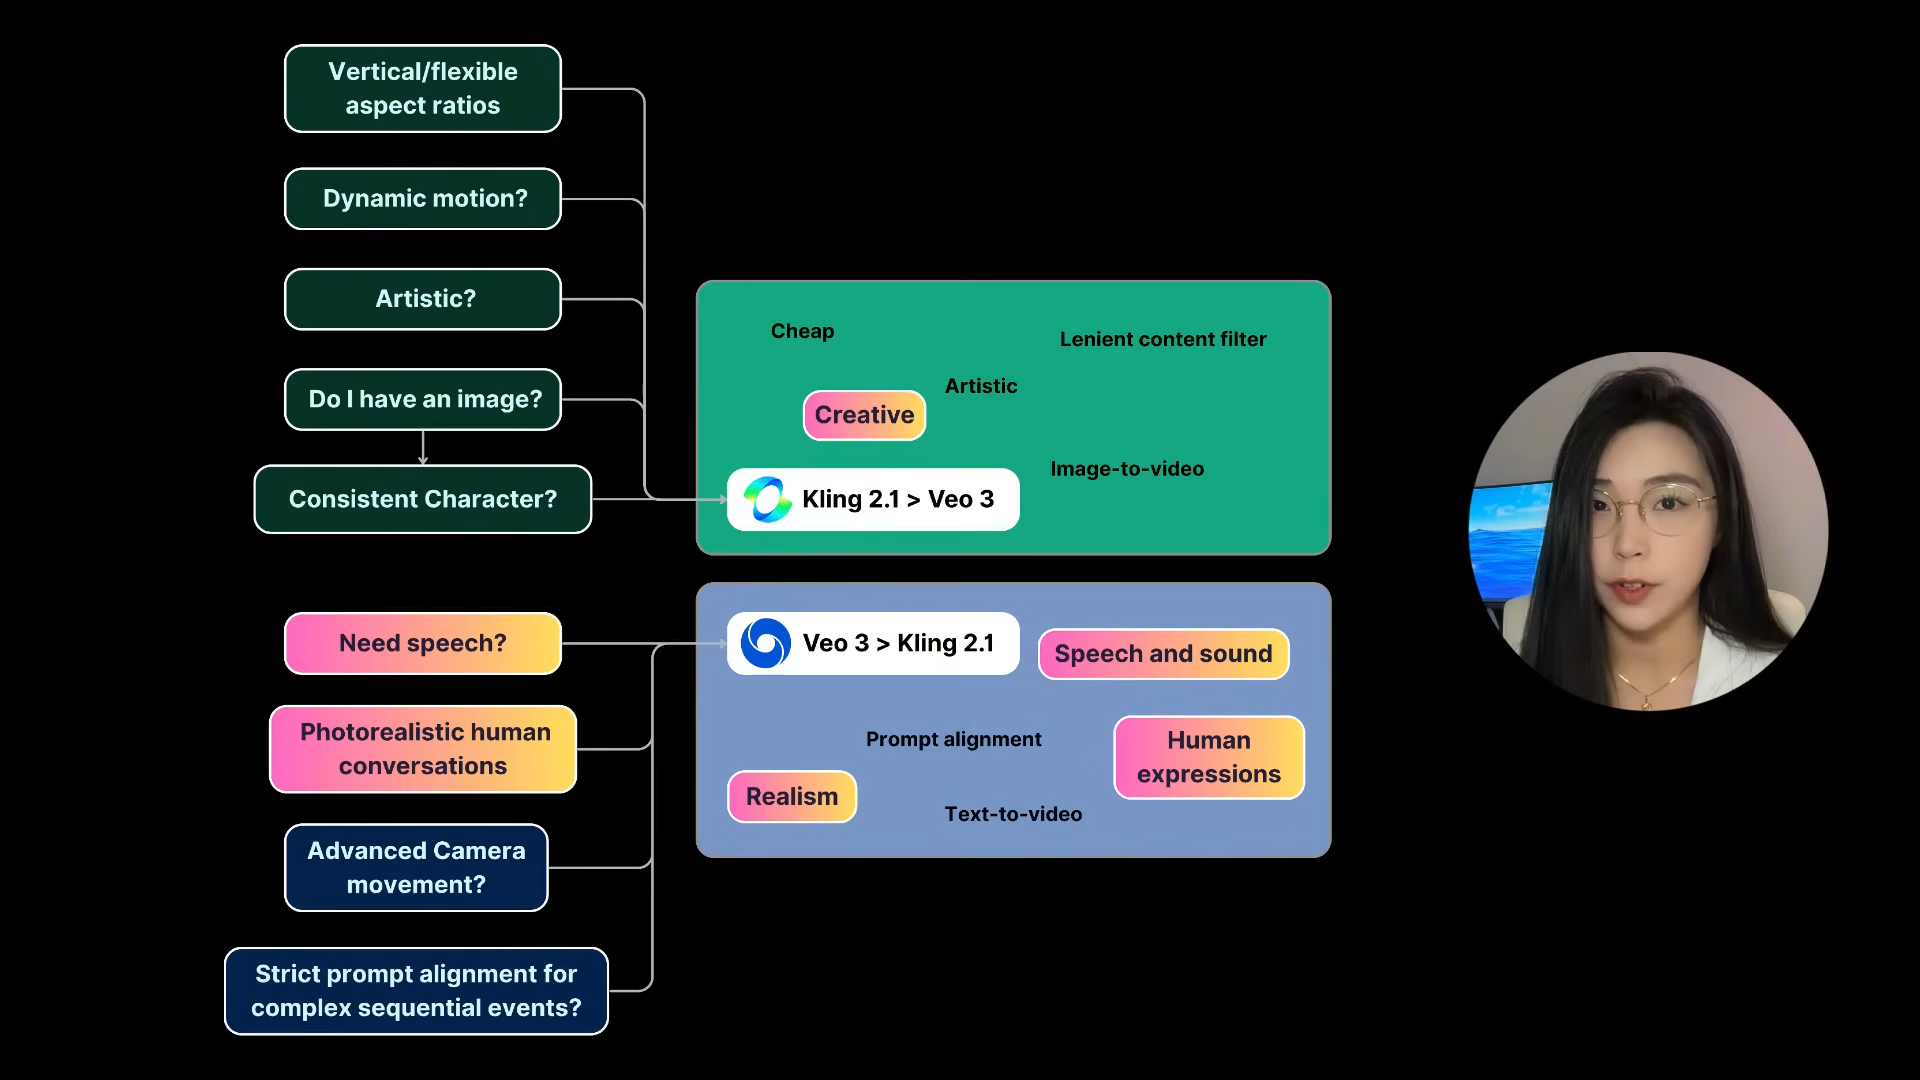 Vertical/flexible
aspect ratios
Dynamic motion?
Artistic?
Do I have an image?
Consistent Character?
Cheap
Lenient content filter
Artistic
Creative
Image-to-video
Kling 2.1 > Veo 3
Need speech?
Photorealistic human
conversations
Advanced Camera
movement?
Strict prompt alignment for
complex sequential events?
Veo 3 > Kling 2.1
Speech and sound
Prompt alignment
Human
expressions
Realism
Text-to-video